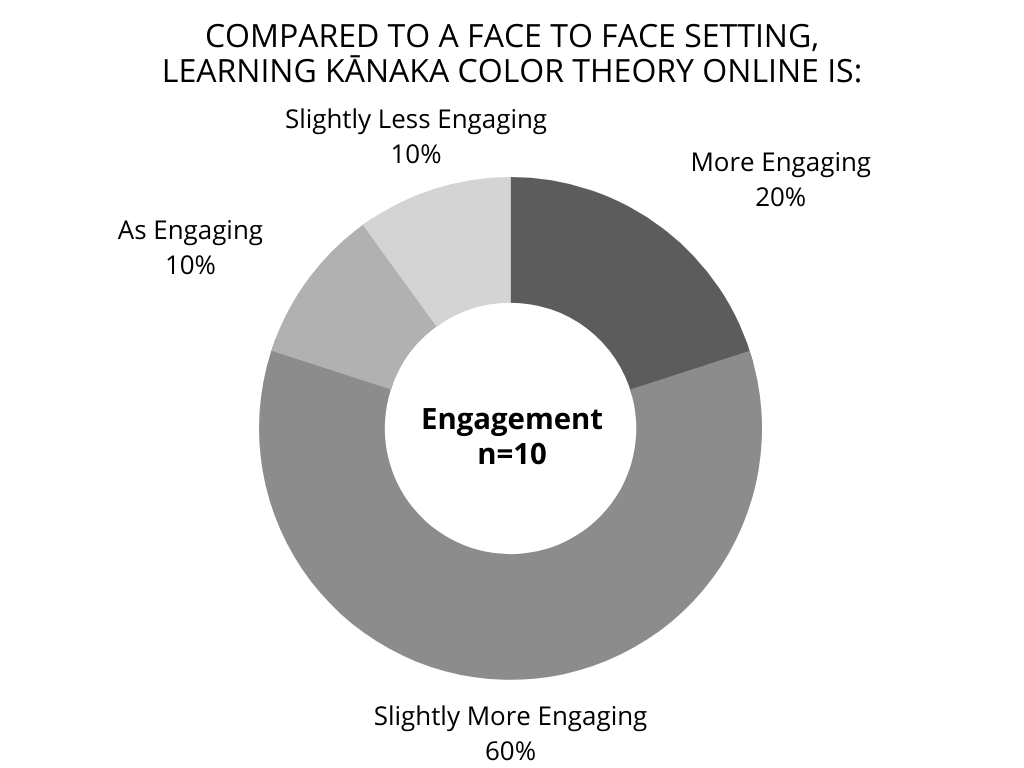 COMPARED TO A FACE TO FACE SETTING,
LEARNING KĀNAKA COLOR THEORY ONLINE IS:
Slightly Less Engaging
10%
More Engaging
20%
As Engaging
10%
Engagement
n=10
Slightly More Engaging
60%